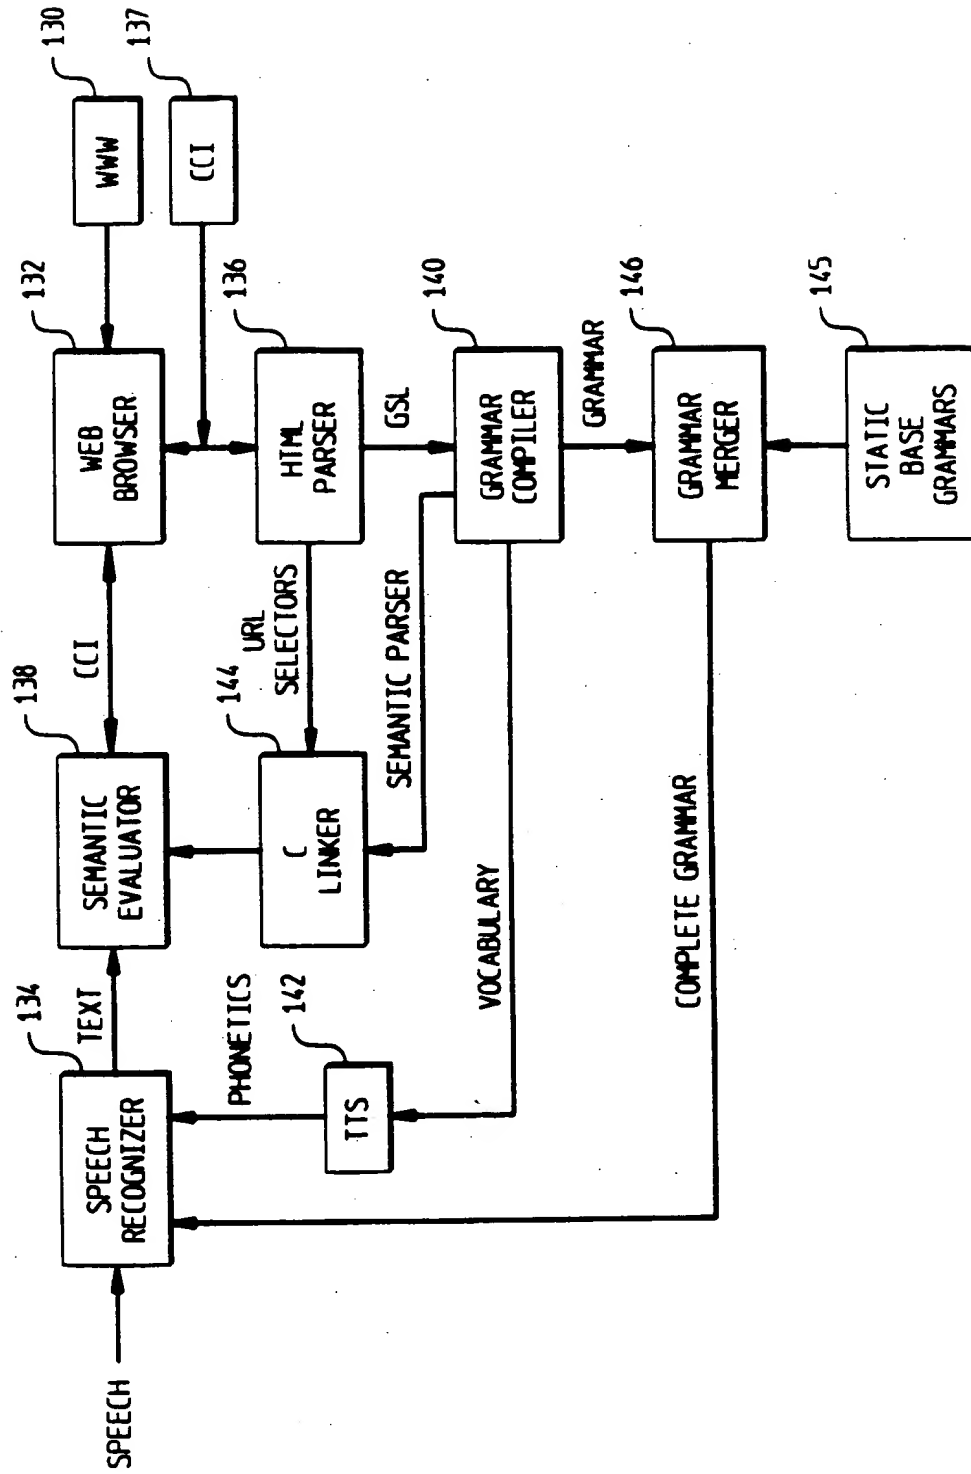 SPEECH
SPEECH
RECOGNIZER
134
TEXT
SEMANTIC
EVALUATOR
138
CCI
WEB
BROWSER
132
WWW
130
CCI
137
PHONETICS
TTS
142
C
LINKER
144
URL
SELECTORS
HTML
PARSER
136
SEMANTIC PARSER
GSL
VOCABULARY
GRAMMAR
COMPILER
140
GRAMMAR
COMPLETE GRAMMAR
GRAMMAR
MERGER
146
STATIC
BASE
GRAMMARS
145